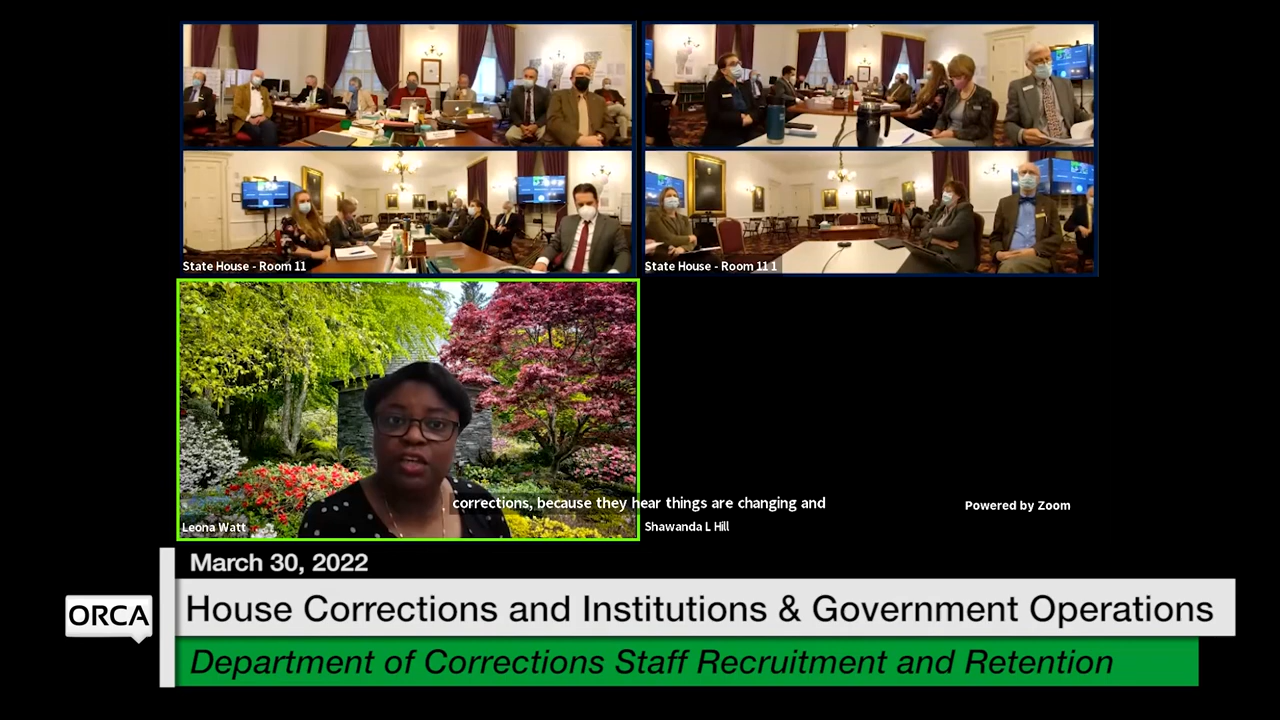 State House - Room 11
State House - Room 11 1
corrections, because they hear things are changing and
Powered by Zoom
Leona Watt
Shawanda L Hill
March 30, 2022
ORCA
House Corrections and Institutions & Government Operations
Department of Corrections Staff Recruitment and Retention